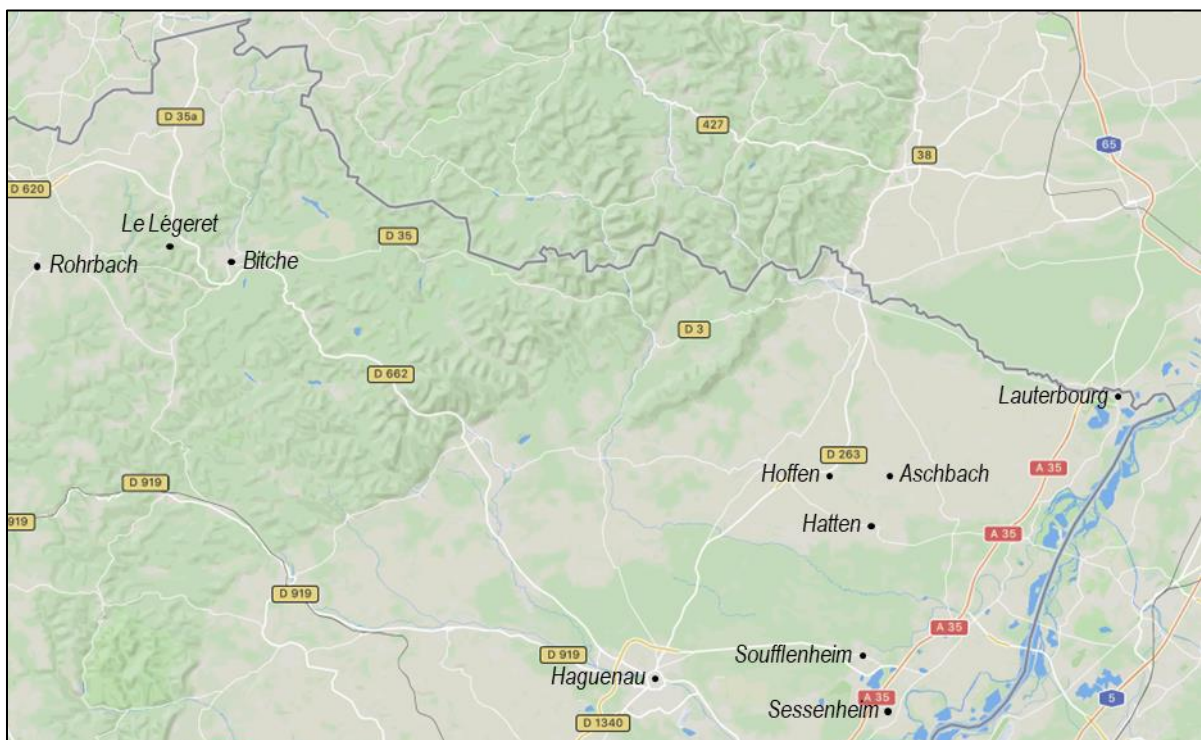 D 35a
427
38
65
D 620
Le Légeret
Rohrbach
Bitche
D 35
D 3
D 662
Lauterbourg
D 263
A 35
Hoffen
Aschbach
D 919
919
Hatten
A 35
D 919
A 35
D 919
Soufflenheim
Haguenau
A 35
5
Sessenheim
D 1340